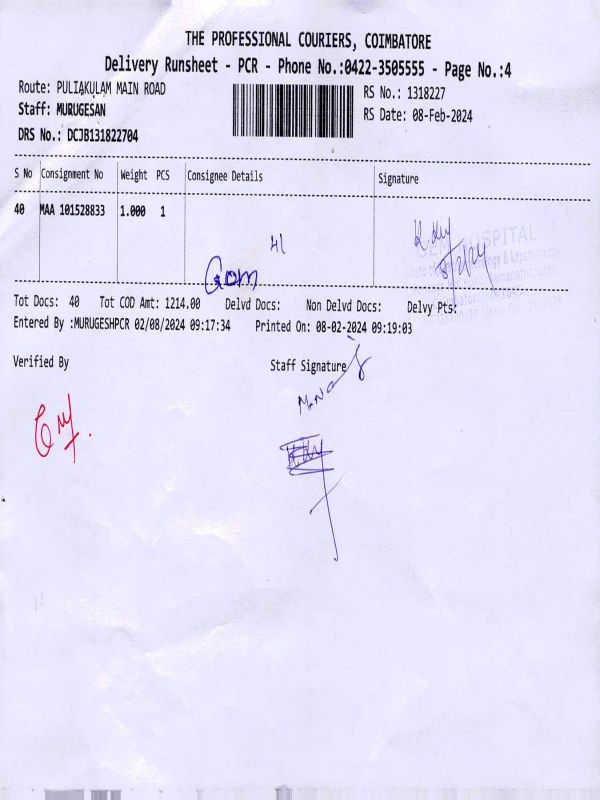 THE PROFESSIONAL COURIERS, COIMBATORE
Delivery Runsheet - PCR - Phone No.:0422-3505555 - Page No.:4
Route: PULIAKULAM MAIN ROAD RS No.: 1318227
Staff: MURUGESAN RS Date: 08-Feb-2024
DRS No.: DCJB131822704
S No Consignment No Weight PCS Consignee Details Signature
40 MAA 101528833 1.000 1
HOSPITAL
8/2/24
Tot Docs: 40 Tot COD Amt: 1214.00 Delvd Docs: Non Delvd Docs: Delvy Pts:
Entered By :MURUGESHPCR 02/08/2024 09:17:34 Printed On: 08-02-2024 09:19:03
Verified By Staff Signature